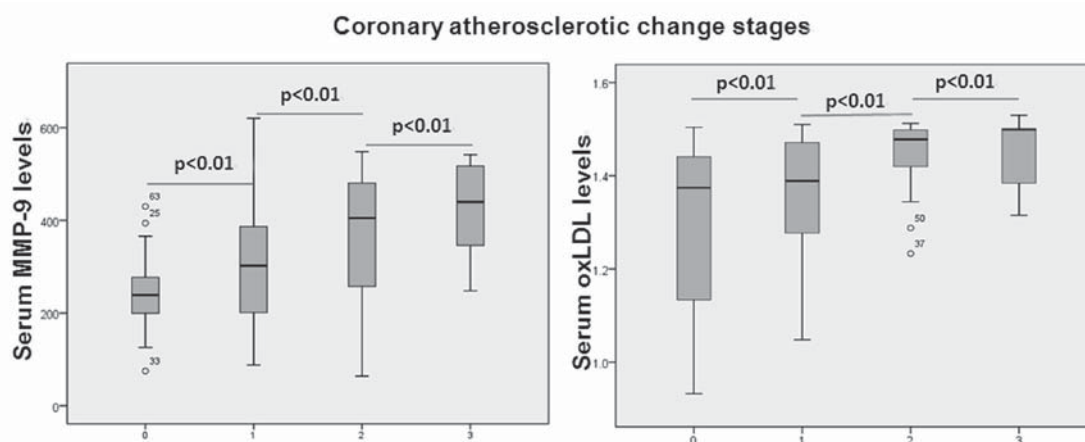 Coronary atherosclerotic change stages
Serum MMP-9 levels
600
400
200
0
p<0.01
p<0.01
p<0.01
63
25
33
0 1 2 3
Serum oxLDL levels
1.6
1.4
1.2
1.0
p<0.01
p<0.01
p<0.01
50
37
0 1 2 3